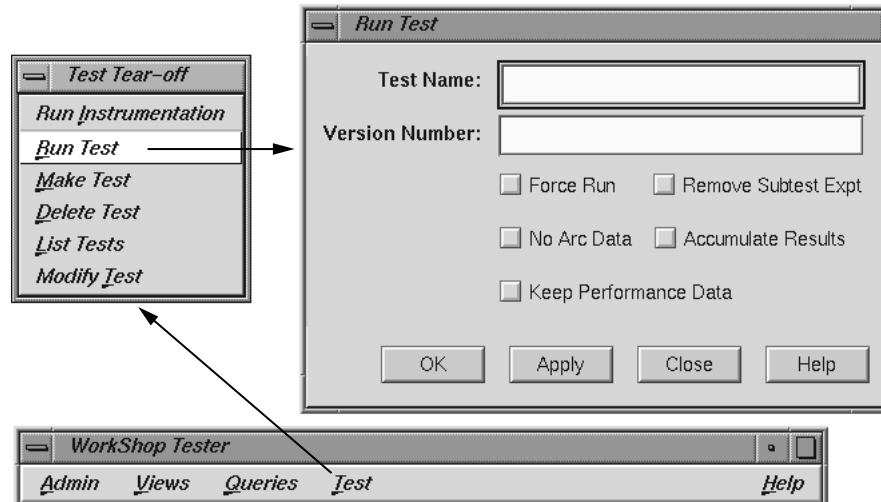 Run Test
Test Tear-off
Run Instrumentation
Run Test
Make Test
Delete Test
List Tests
Modify Test
Test Name:
Version Number:
Force Run Remove Subtest Expt
No Arc Data Accumulate Results
Keep Performance Data
OK Apply Close Help
WorkShop Tester
Admin Views Queries Test Help